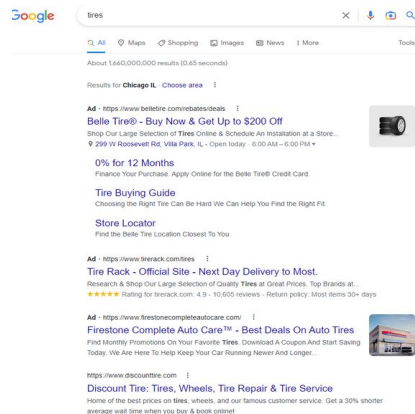 Google
tires
All Maps Shopping Images News More Tools
About 1,660,000,000 results (0.65 seconds)
Results for Chicago IL · Choose area
Ad · https://www.belletire.com/rebates/deals
Belle Tire® - Buy Now & Get Up to $200 Off
Shop Our Large Selection of Tires Online & Schedule An Installation at a Store...
299 W Roosevelt Rd, Villa Park, IL - Open today · 8:00 AM – 6:00 PM
0% for 12 Months
Finance Your Purchase. Apply Online for the Belle Tire® Credit Card.
Tire Buying Guide
Choosing the Right Tire Can Be Hard We Can Help You Find the Right Fit.
Store Locator
Find the Belle Tire Location Closest To You.
Ad · https://www.tirerack.com/tires
Tire Rack - Official Site - Next Day Delivery to Most.
Research & Shop Our Large Selection of Quality Tires at Great Prices. Top Brands at...
★★★★★ Rating for tirerack.com: 4.9 - 10,605 reviews - Return policy: Most items 30+ days
Ad · https://www.firestonecompleteautocare.com/
Firestone Complete Auto Care™ - Best Deals On Auto Tires
Find Monthly Promotions On Your Favorite Tires. Download A Coupon And Start Saving
Today. We Are Here To Help Keep Your Car Running Newer And Longer...
https://www.discounttire.com
Discount Tire: Tires, Wheels, Tire Repair & Tire Service
Home of the best prices on tires, wheels, and our famous customer service. Get a 30% shorter
average wait time when you buy & book online!